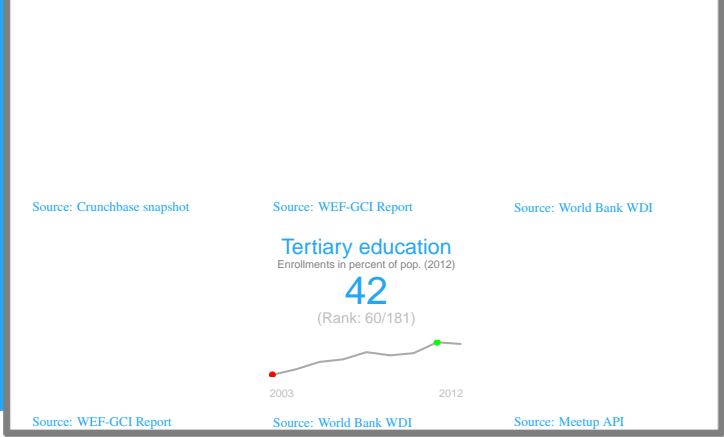 Source: Crunchbase snapshot
Source: WEF-GCI Report
Source: World Bank WDI
Tertiary education
Enrollments in percent of pop. (2012)
42
(Rank: 60/181)
2003
2012
Source: WEF-GCI Report
Source: World Bank WDI
Source: Meetup API